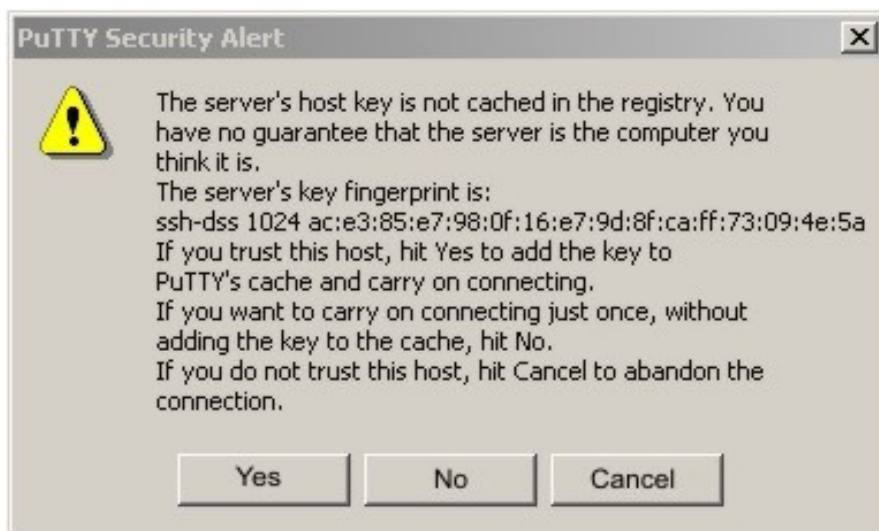 PuTTY Security Alert
The server's host key is not cached in the registry. You
have no guarantee that the server is the computer you
think it is.
The server's key fingerprint is:
ssh-dss 1024 ac:e3:85:e7:98:0f:16:e7:9d:8f:ca:ff:73:09:4e:5a
If you trust this host, hit Yes to add the key to
PuTTY's cache and carry on connecting.
If you want to carry on connecting just once, without
adding the key to the cache, hit No.
If you do not trust this host, hit Cancel to abandon the
connection.
Yes No Cancel